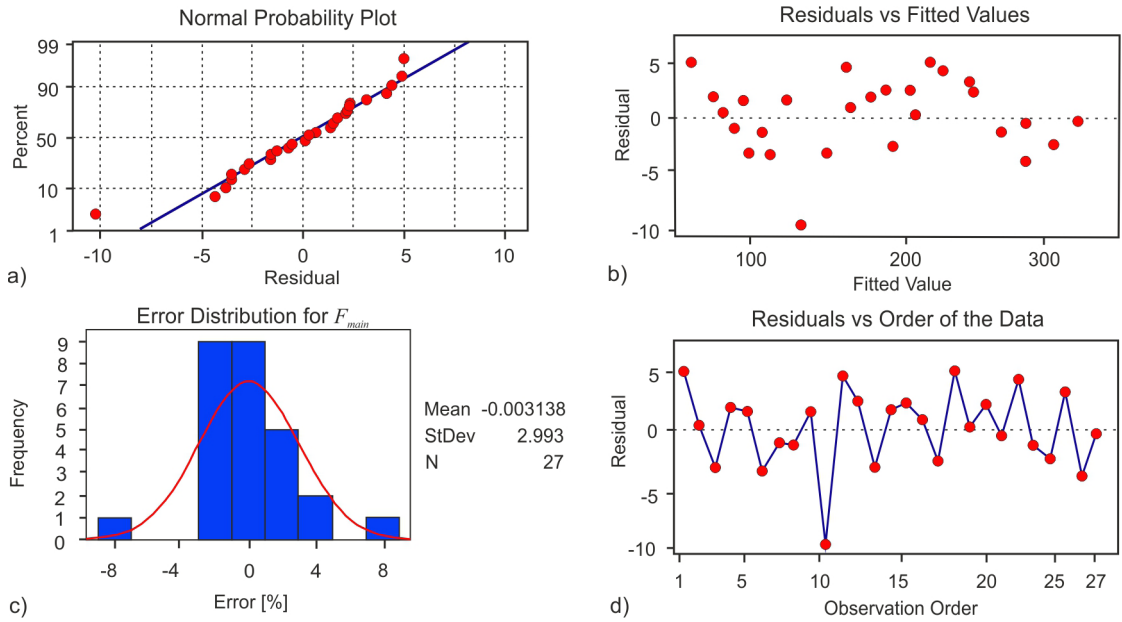 Normal Probability Plot
99
90
50
10
1
Percent
-10 -5 0 5 10
Residual
a)
Residuals vs Fitted Values
5
0
-5
-10
Residual
100 200 300
Fitted Value
b)
Error Distribution for F_main
9
8
7
6
5
4
3
2
1
0
Frequency
-8 -4 0 4 8
Error [%]
Mean -0.003138
StDev 2.993
N 27
c)
Residuals vs Order of the Data
5
0
-5
-10
Residual
1 5 10 15 20 25 27
Observation Order
d)